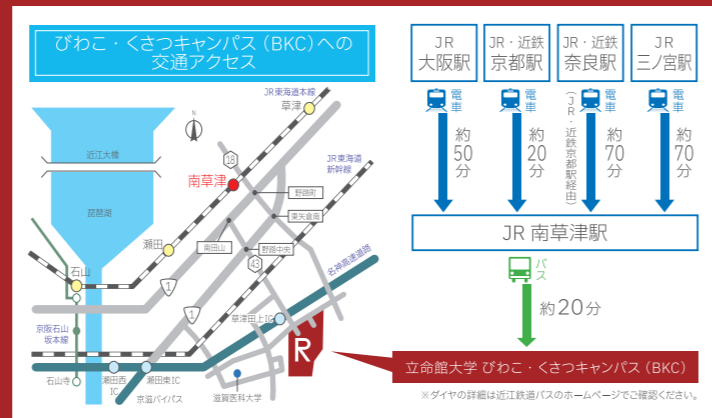 びわこ・くさつキャンパス（BKC）への
交通アクセス
JR東海道本線
草津
N
近江大橋
18
JR東海道
新幹線
南草津
野路町
東矢倉南
琵琶湖
南田山
野路中央
瀬田
43
石山
名神高速道路
1
1
草津田上IC
京阪石山
坂本線
R
石山寺
瀬田西
IC
瀬田東IC
京滋バイパス
滋賀医科大学
JR
大阪駅
JR・近鉄
京都駅
JR・近鉄
奈良駅
JR
三ノ宮駅
電車
電車
電車
電車
約50分
約20分
（JR・近鉄京都駅経由）
約70分
約70分
JR 南草津駅
バス
約20分
立命館大学 びわこ・くさつキャンパス（BKC）
※ダイヤの詳細は近江鉄道バスのホームページでご確認ください。